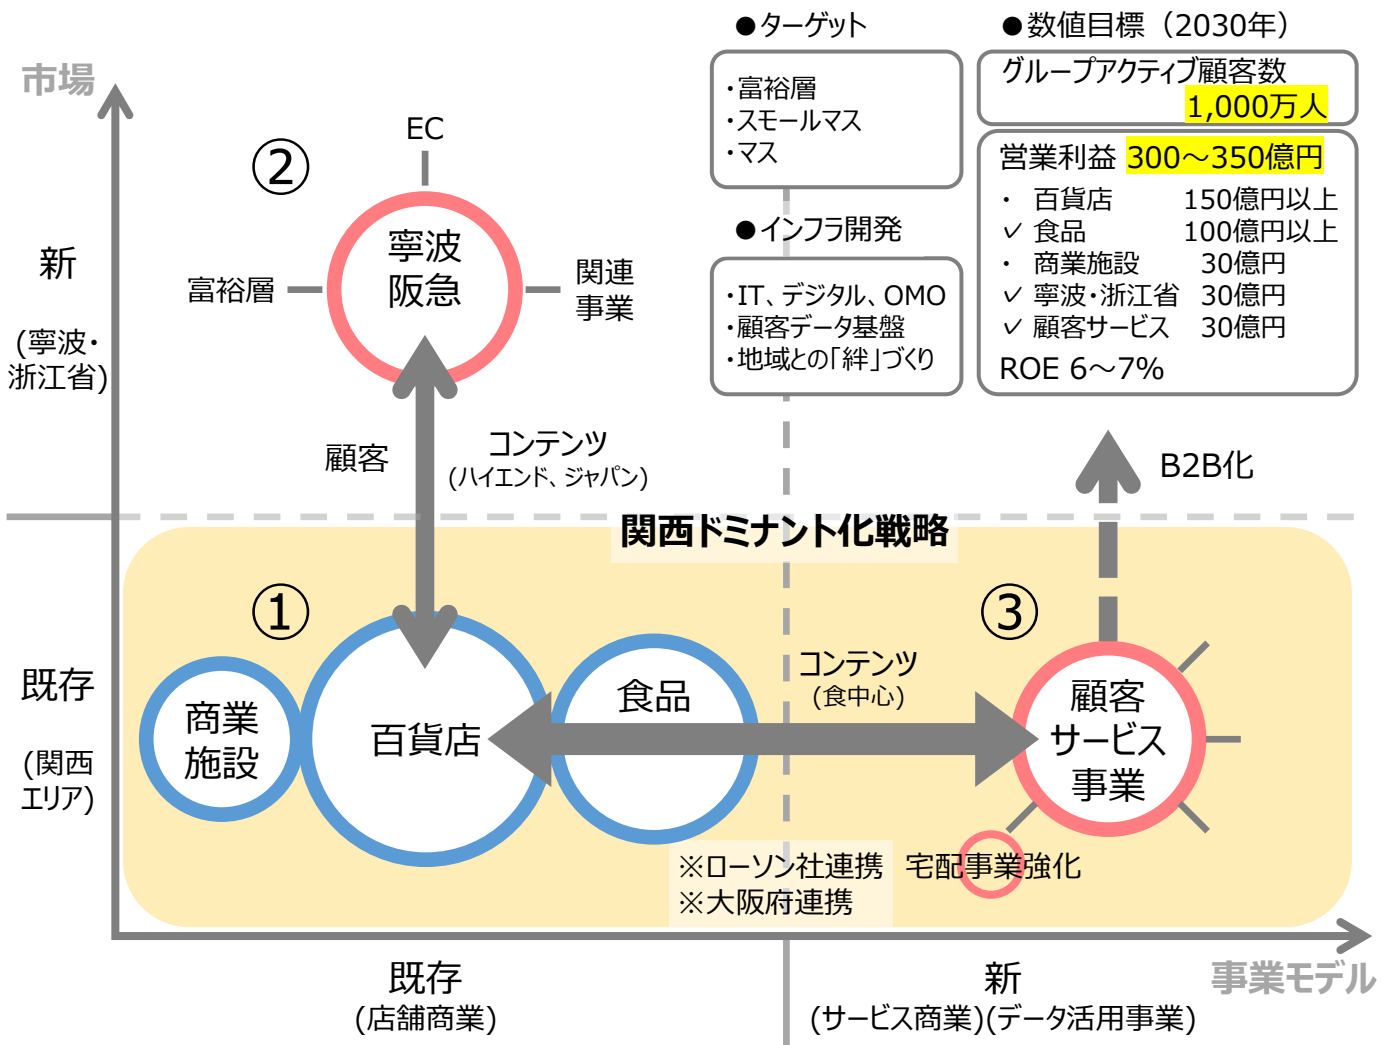 ●ターゲット
・富裕層
・スモールマス
・マス
●インフラ開発
・IT、デジタル、OMO
・顧客データ基盤
・地域との「絆」づくり
●数値目標（2030年）
グループアクティブ顧客数
1,000万人
営業利益 300～350億円
・ 百貨店 150億円以上
✓ 食品 100億円以上
・ 商業施設 30億円
✓ 寧波・浙江省 30億円
✓ 顧客サービス 30億円
ROE 6～7%
市場
新
(寧波・
浙江省)
②
EC
寧波
阪急
富裕層
関連
事業
顧客
コンテンツ
(ハイエンド、ジャパン)
B2B化
関西ドミナント化戦略
①
③
既存
(関西
エリア)
商業
施設
百貨店
食品
コンテンツ
(食中心)
顧客
サービス
事業
※ローソン社連携
※大阪府連携
宅配事業強化
既存
(店舗商業)
新
(サービス商業)(データ活用事業)
事業モデル